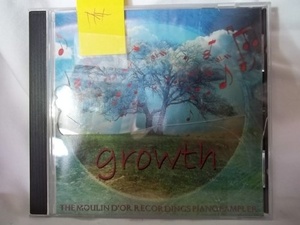 growth
THE MOULIN D'OR RECORDINGS PIANO SAMPLER